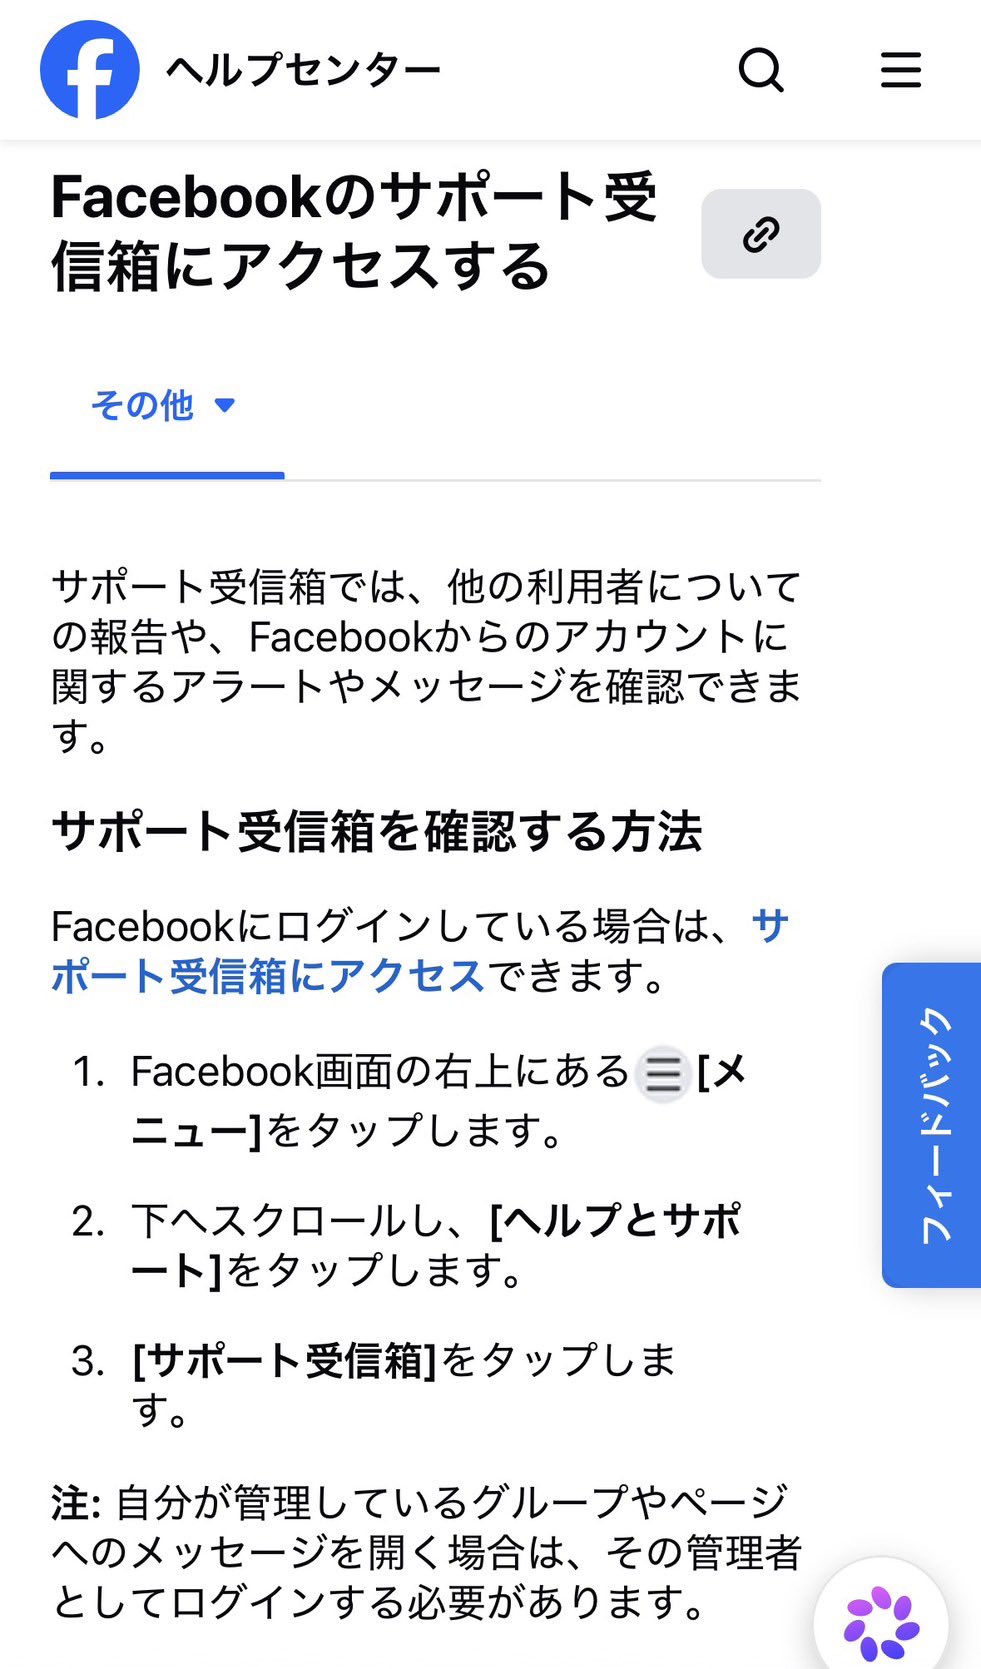 ヘルプセンター
Facebookのサポート受
信箱にアクセスする
その他
サポート受信箱では、他の利用者について
の報告や、Facebookからのアカウントに
関するアラートやメッセージを確認できま
す。
サポート受信箱を確認する方法
Facebookにログインしている場合は、サ
ポート受信箱にアクセスできます。
1. Facebook画面の右上にある[メ
ニュー]をタップします。
2. 下へスクロールし、[ヘルプとサポ
ート]をタップします。
3. [サポート受信箱]をタップしま
す。
注: 自分が管理しているグループやページ
へのメッセージを開く場合は、その管理者
としてログインする必要があります。
フィードバック